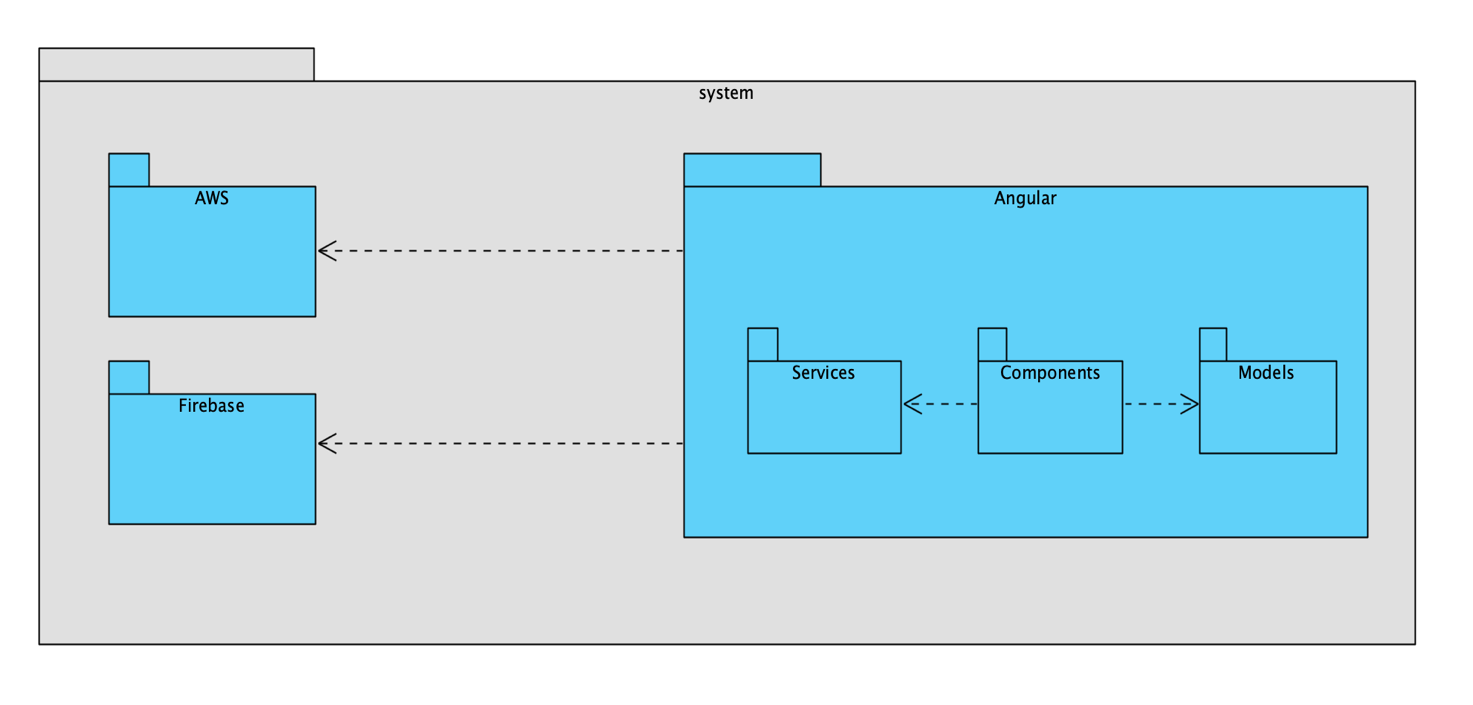 system
AWS
Angular
Services
Components
Models
Firebase